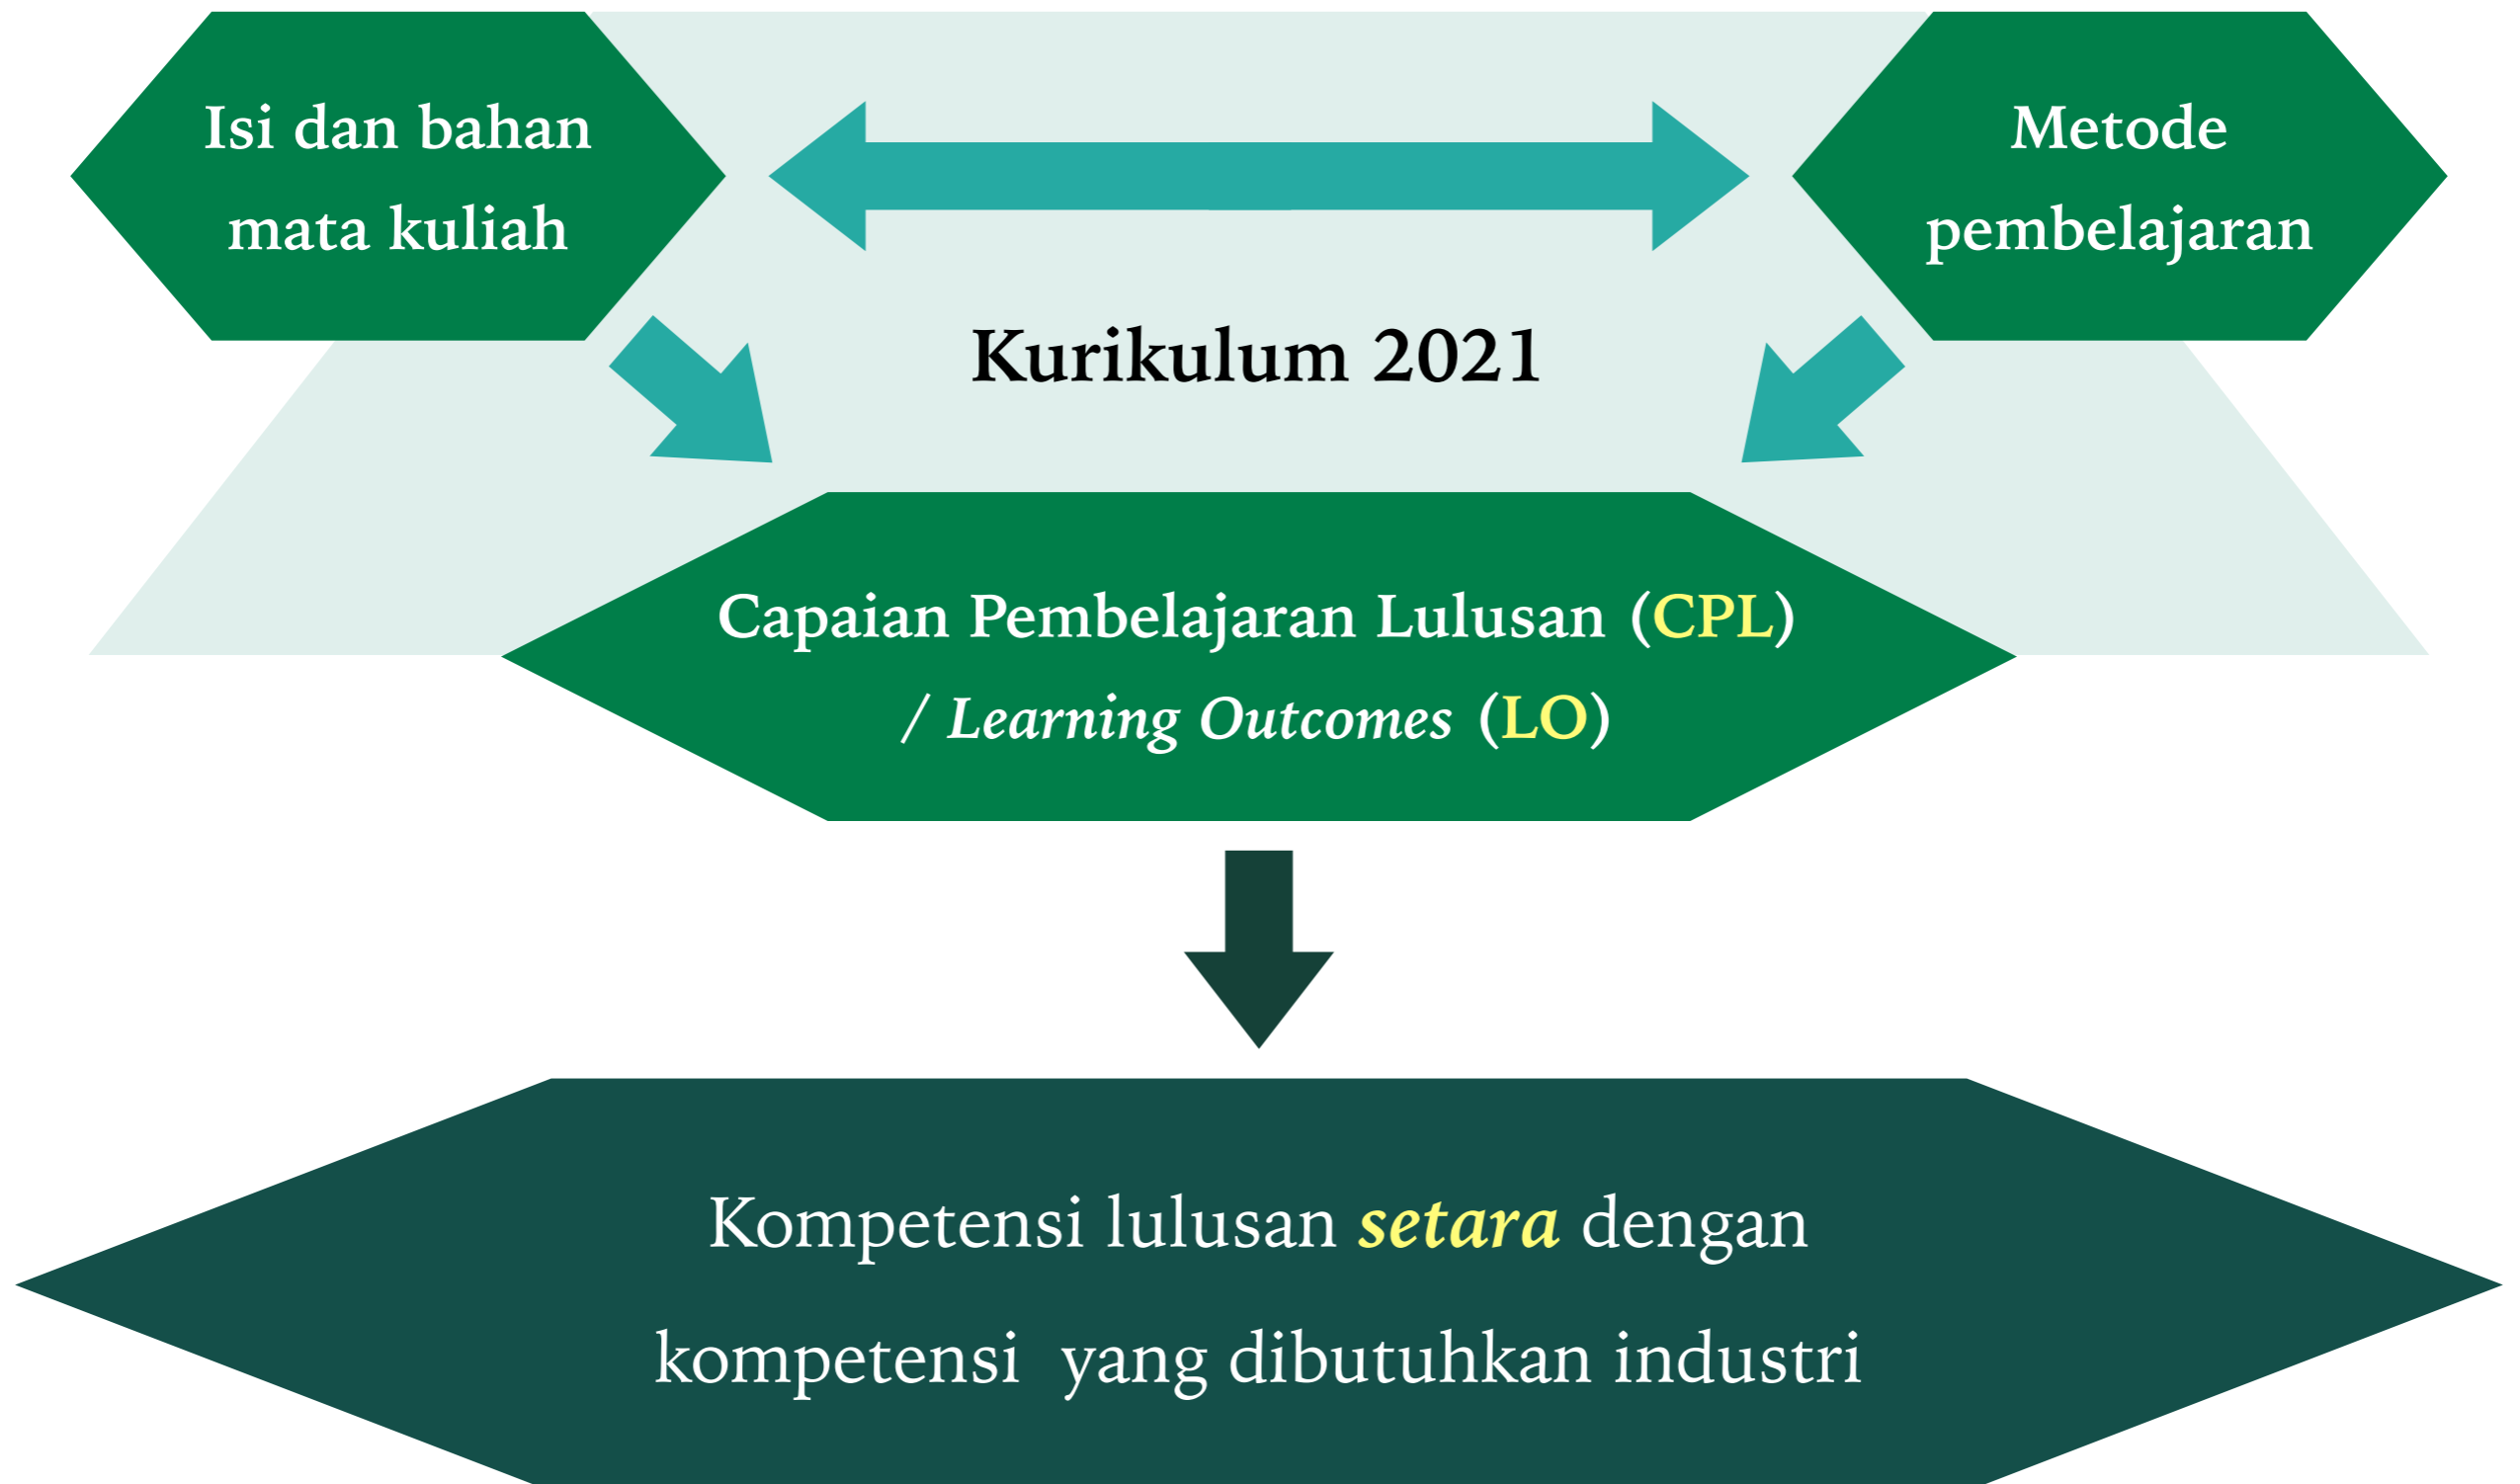 Isi dan bahan
mata kuliah
Metode
pembelajaran
Kurikulum 2021
Capaian Pembelajaran Lulusan (CPL)
/ Learning Outcomes (LO)
Kompetensi lulusan setara dengan
kompetensi yang dibutuhkan industri